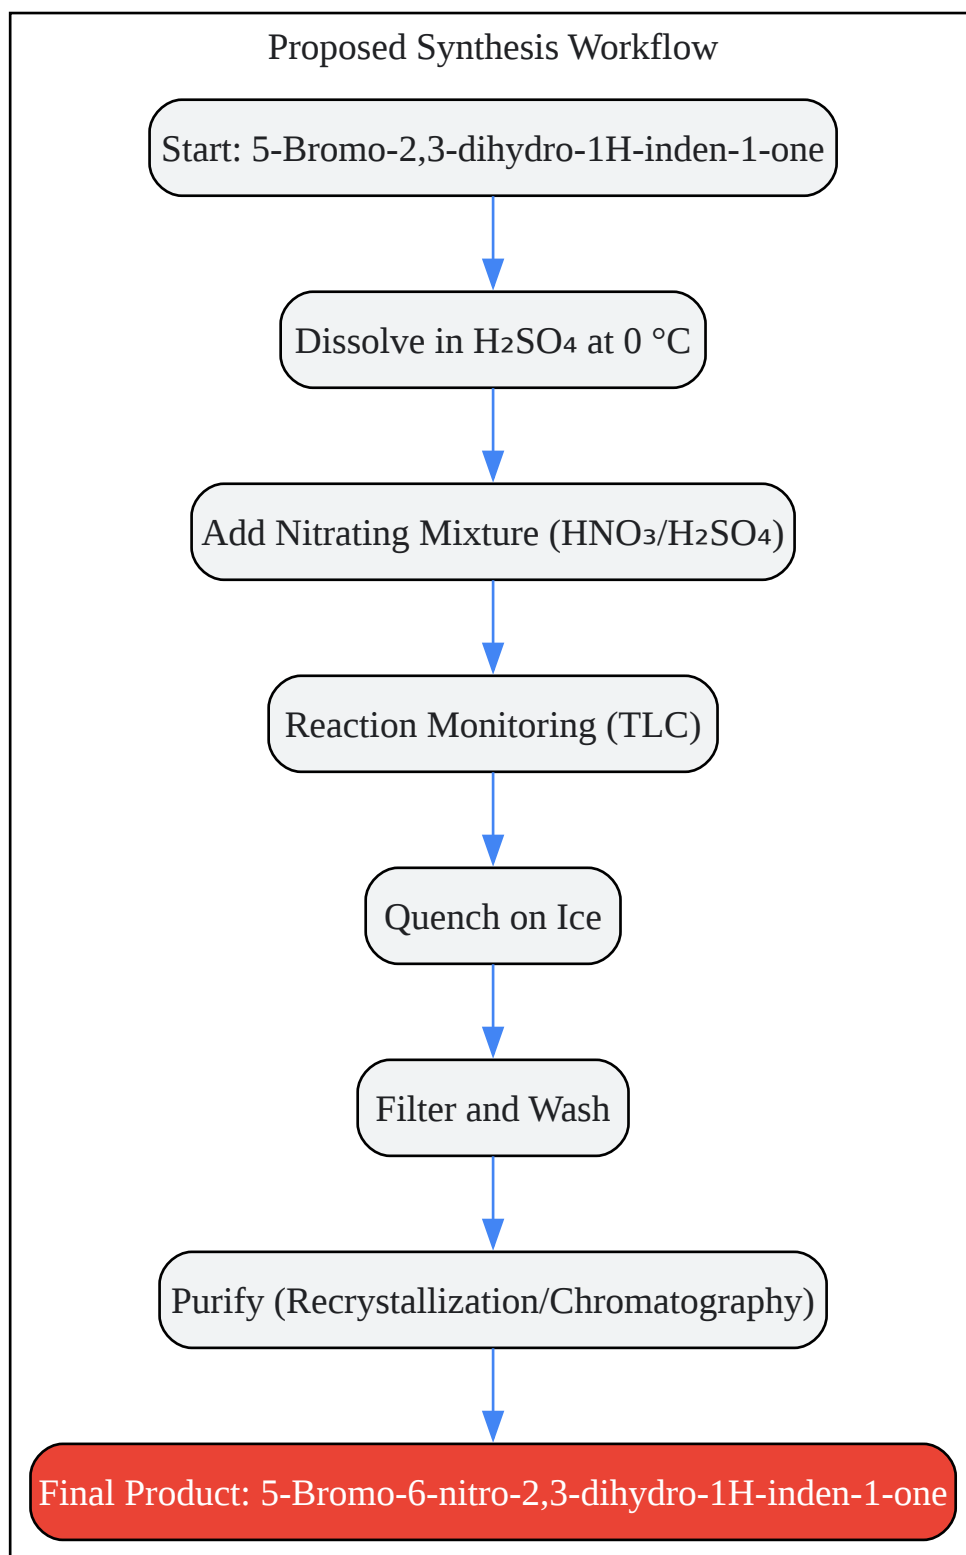 Proposed Synthesis Workflow
Start: 5-Bromo-2,3-dihydro-1H-inden-1-one
Dissolve in H₂SO₄ at 0 °C
Add Nitrating Mixture (HNO₃/H₂SO₄)
Reaction Monitoring (TLC)
Quench on Ice
Filter and Wash
Purify (Recrystallization/Chromatography)
Final Product: 5-Bromo-6-nitro-2,3-dihydro-1H-inden-1-one